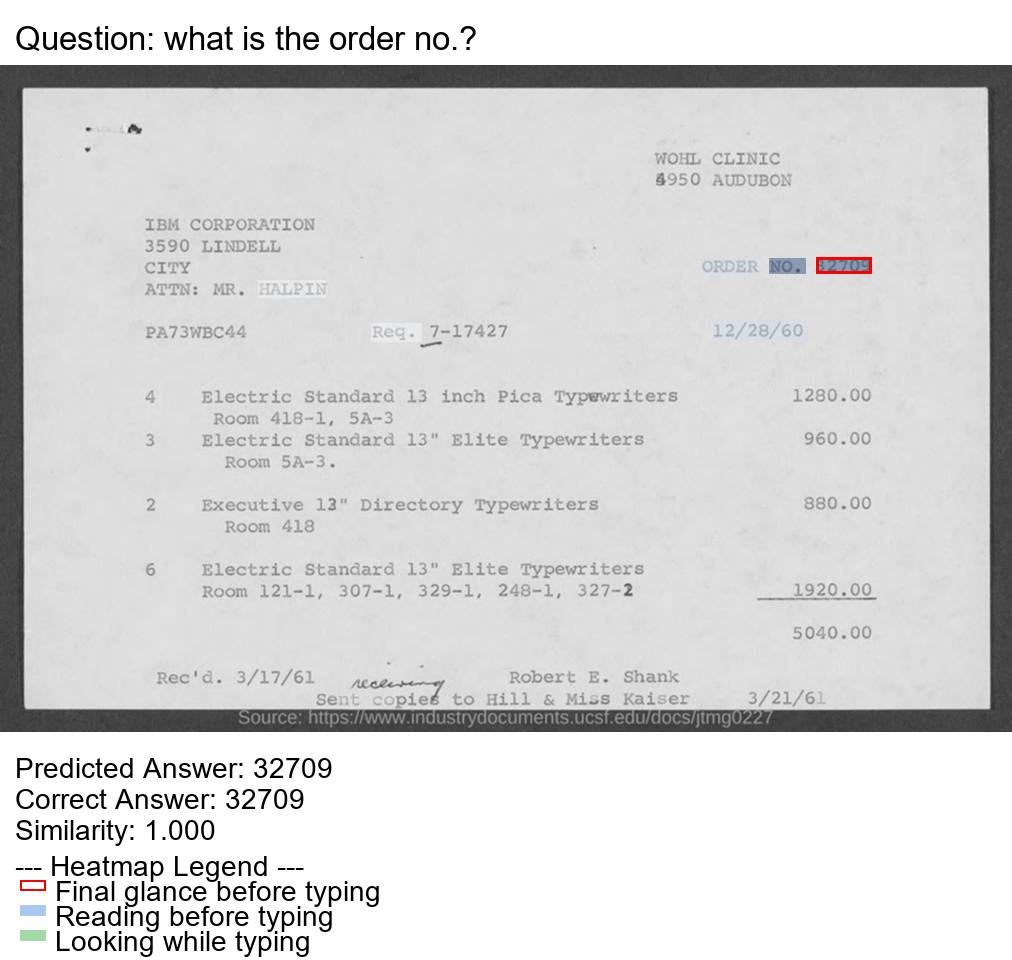 Question: what is the order no.?
WOHL CLINIC
4950 AUDUBON
IBM CORPORATION
3590 LINDELL
CITY
ORDER NO. 32709
ATTN: MR. HALPIN
PA73WBC44 Req. 7-17427 12/28/60
4 Electric Standard 13 inch Pica Typewriters 1280.00
Room 418-1, 5A-3
3 Electric Standard 13" Elite Typewriters 960.00
Room 5A-3.
2 Executive 13" Directory Typewriters 880.00
Room 418
6 Electric Standard 13" Elite Typewriters
Room 121-1, 307-1, 329-1, 248-1, 327-2 1920.00
5040.00
Rec'd. 3/17/61 receiving Robert E. Shank
Sent copies to Hill & Miss Kaiser 3/21/61
Source: https://www.industrydocuments.ucsf.edu/docs/jtmg0227
Predicted Answer: 32709
Correct Answer: 32709
Similarity: 1.000
--- Heatmap Legend ---
Final glance before typing
Reading before typing
Looking while typing